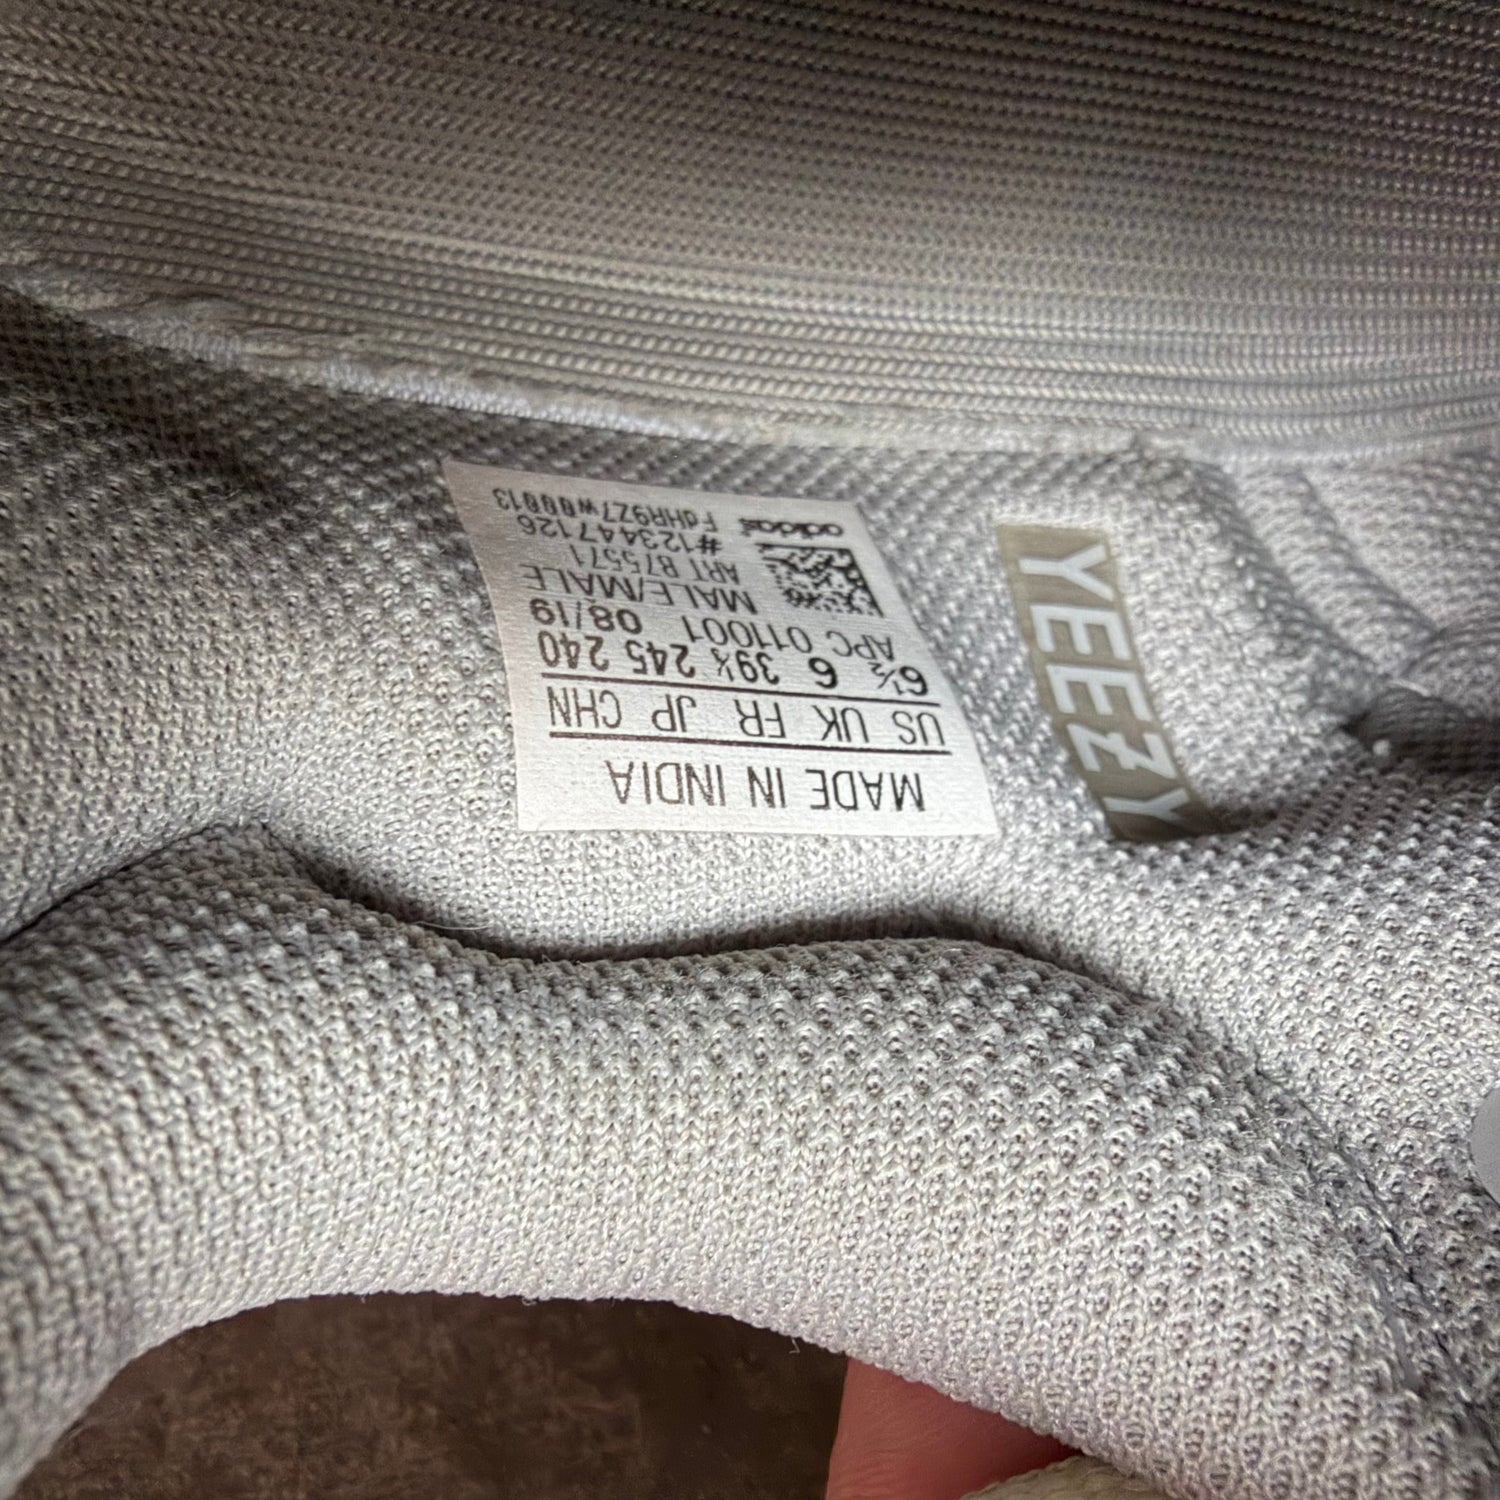 MADE IN INDIA
US UK FR JP CHN
6½ 6 39⅓ 245 240
APC 011001 08/19
MALE/MALE
ART B75571
#123447126
FdHR9Z7W00013
adidas
YEEZY